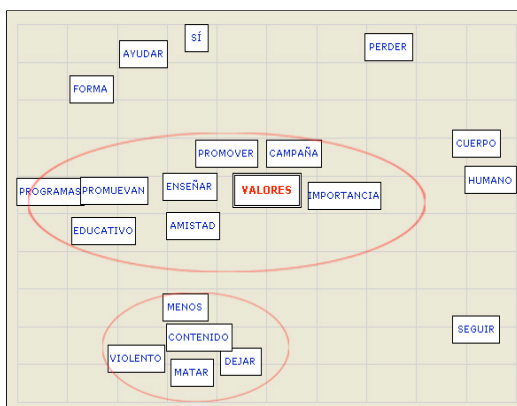 SÍ
PERDER
AYUDAR
FORMA
PROMOVER
CAMPAÑA
CUERPO
HUMANO
PROGRAMAS
PROMUEVAN
ENSEÑAR
VALORES
IMPORTANCIA
EDUCATIVO
AMISTAD
MENOS
CONTENIDO
SEGUIR
VIOLENTO
DEJAR
MATAR